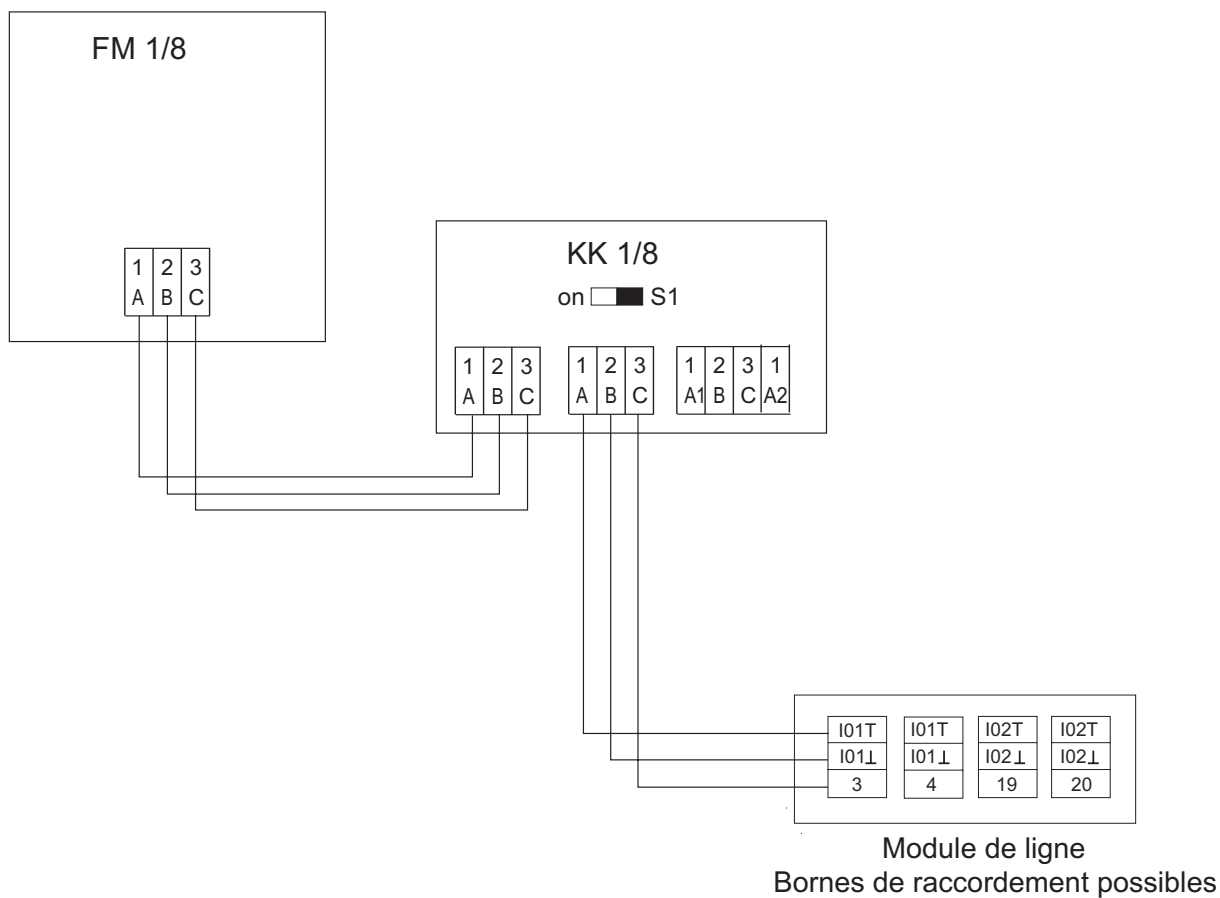 FM 1/8
1 2 3
A B C
KK 1/8
on S1
1 2 3
A B C
1 2 3
A B C
1 2 3 1
A1 B C A2
I01T I01T I02T I02T
I01⊥ I01⊥ I02⊥ I02⊥
3 4 19 20
Module de ligne
Bornes de raccordement possibles